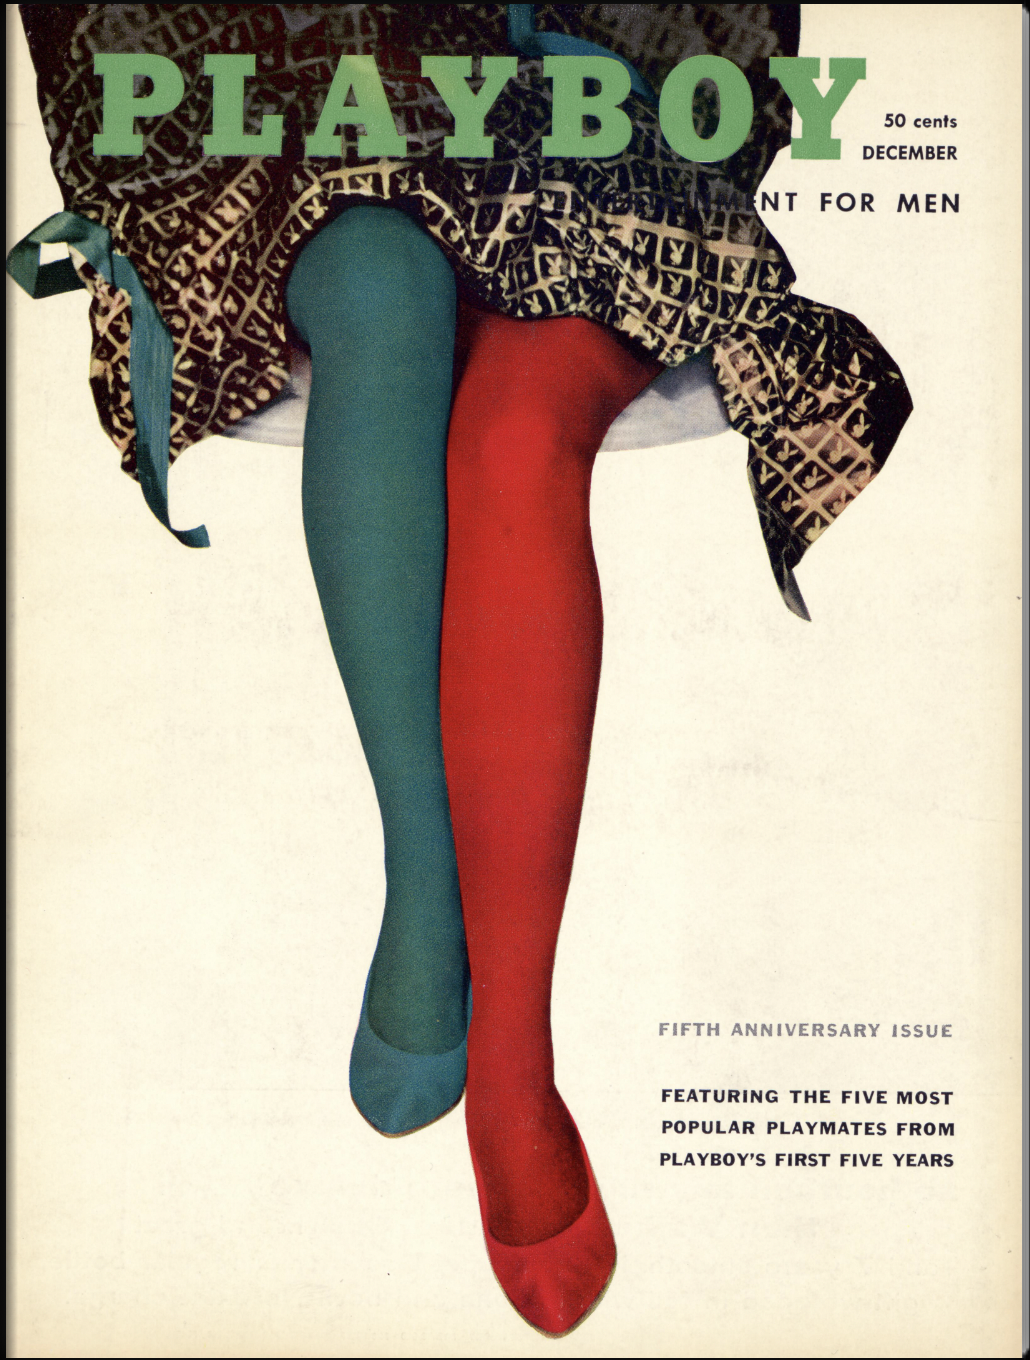 PLAYBOY
50 cents
DECEMBER
ENTERTAINMENT FOR MEN
FIFTH ANNIVERSARY ISSUE
FEATURING THE FIVE MOST
POPULAR PLAYMATES FROM
PLAYBOY'S FIRST FIVE YEARS